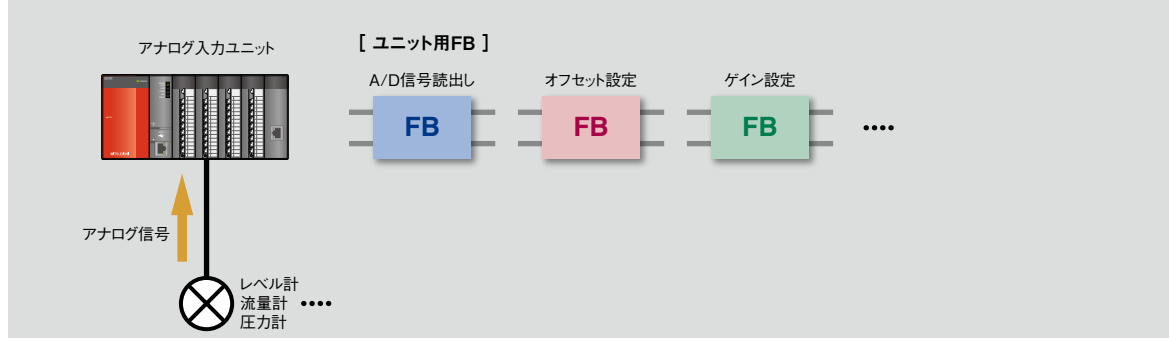 アナログ入力ユニット
[ ユニット用FB ]
A/D信号読出し
オフセット設定
ゲイン設定
FB
FB
FB
••••
アナログ信号
レベル計
流量計 ••••
圧力計